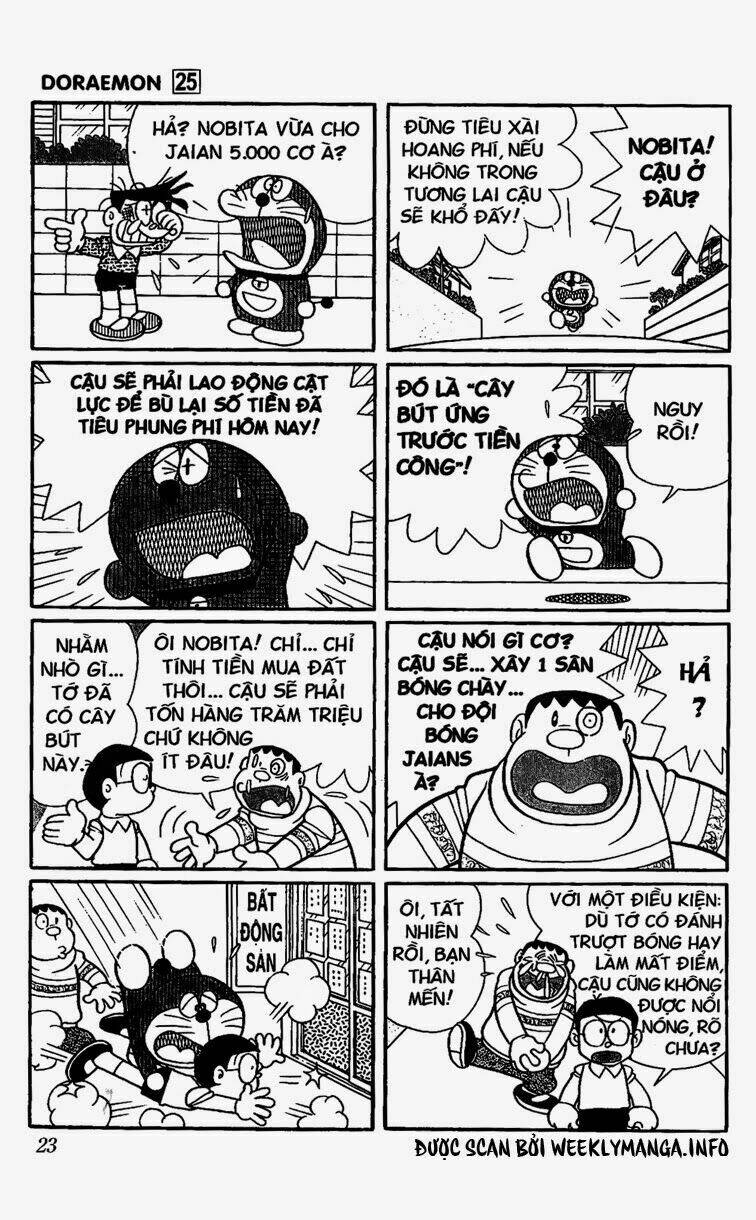 DORAEMON 25
NOBITA!
CẬU Ở
ĐÂU?
ĐỪNG TIÊU XÀI
HOANG PHÍ, NẾU
KHÔNG TRONG
TƯƠNG LAI CẬU
SẼ KHỔ ĐẤY!
HẢ? NOBITA VỪA CHO
JAIAN 5.000 CƠ À?
NGUY
RỒI!
ĐÓ LÀ "CÂY
BÚT ỨNG
TRƯỚC TIỀN
CÔNG"!
CẬU SẼ PHẢI LAO ĐỘNG CẬT
LỰC ĐỂ BÙ LẠI SỐ TIỀN ĐÃ
TIÊU PHUNG PHÍ HÔM NAY!
HẢ
?
CẬU NÓI GÌ CƠ?
CẬU SẼ... XÂY 1 SÂN
BÓNG CHÀY...
CHO ĐỘI
BÓNG
JAIANS
À?
ÔI NOBITA! CHỈ... CHỈ
TÍNH TIỀN MUA ĐẤT
THÔI... CẬU SẼ PHẢI
TỐN HÀNG TRĂM TRIỆU
CHỨ KHÔNG
ÍT ĐÂU!
NHẰM
NHÒ GÌ...
TỚ ĐÃ
CÓ CÂY
BÚT
NÀY.
VỚI MỘT ĐIỀU KIỆN:
DÙ TỚ CÓ ĐÁNH
TRƯỢT BÓNG HAY
LÀM MẤT ĐIỂM,
CẬU CŨNG KHÔNG
ĐƯỢC NỔI
NÓNG, RÕ
CHƯA?
ÔI, TẤT
NHIÊN
RỒI, BẠN
THÂN
MẾN!
BẤT
ĐỘNG
SẢN
23
ĐƯỢC SCAN BỞI WEEKLYMANGA.INFO